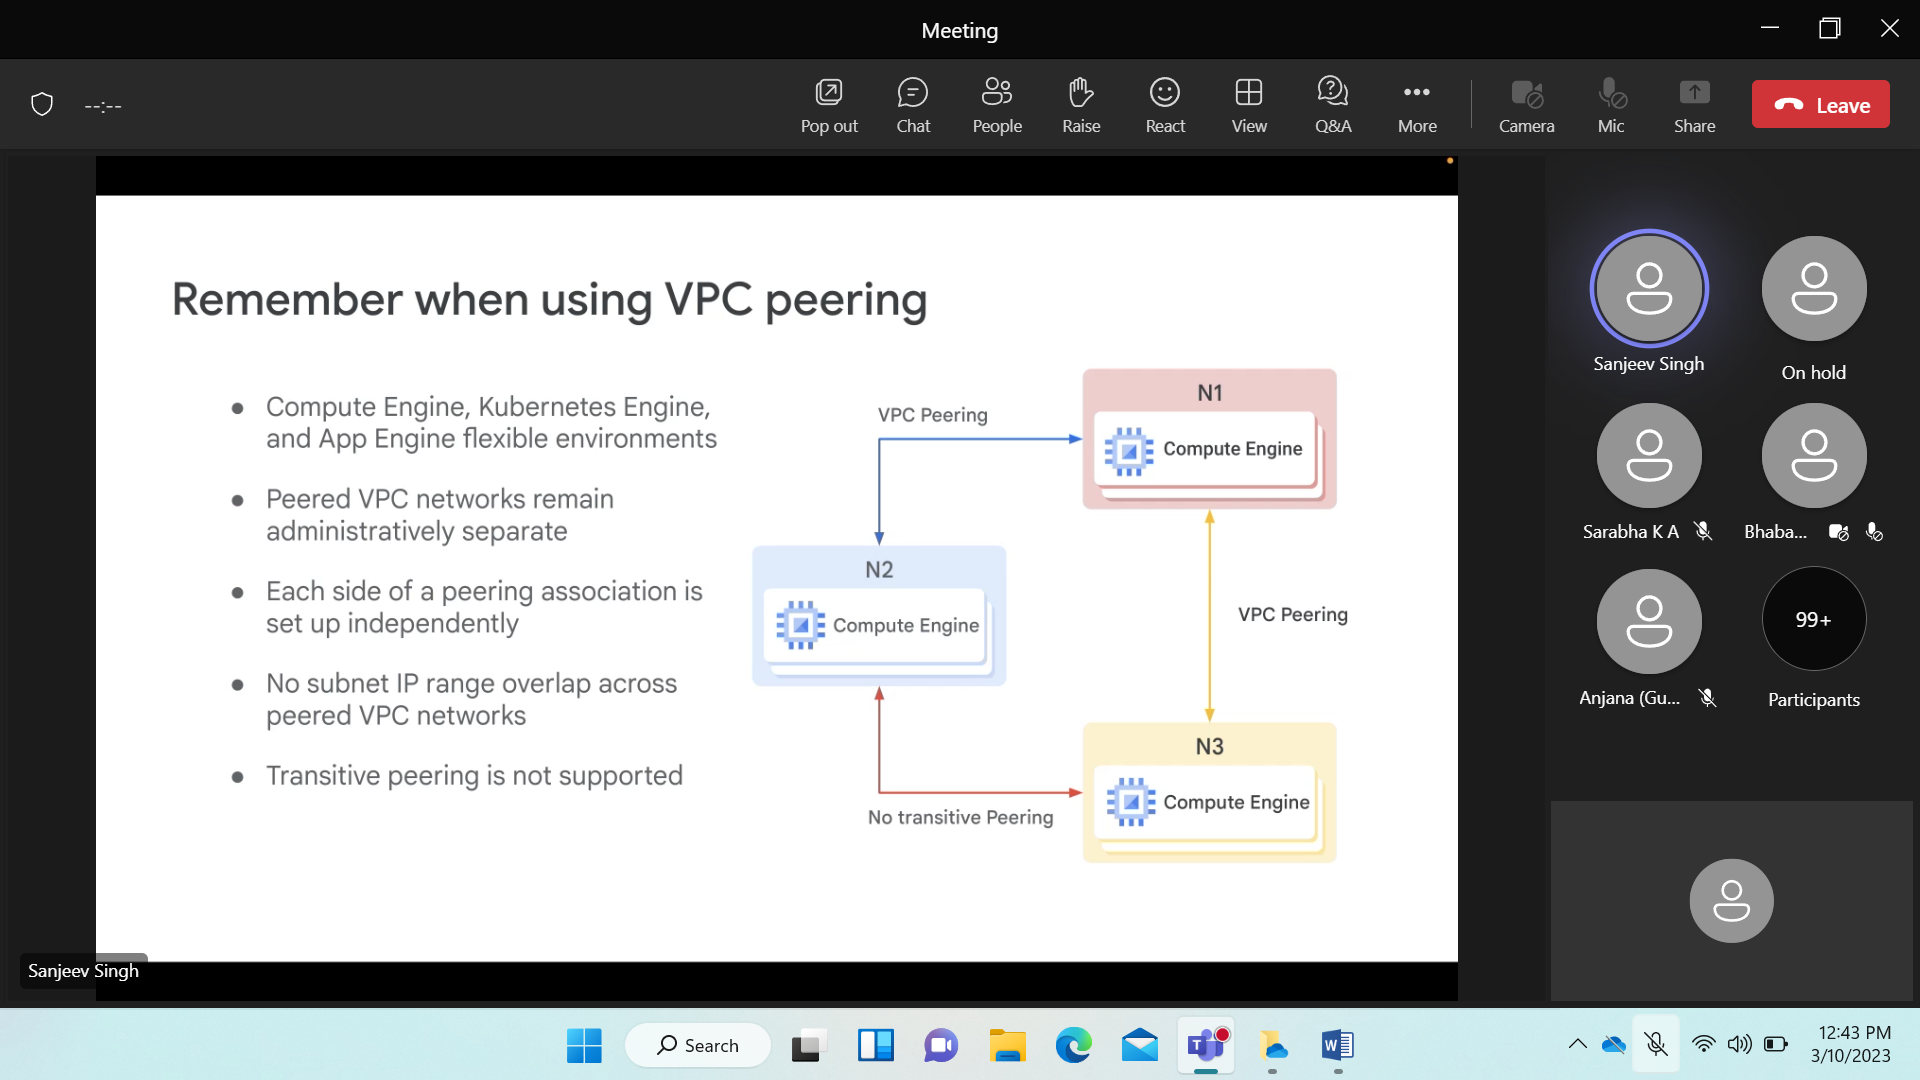 Meeting
--:--
Pop out
Chat
People
Raise
React
View
Q&A
More
Camera
Mic
Share
Leave
Remember when using VPC peering
Compute Engine, Kubernetes Engine,
and App Engine flexible environments
Peered VPC networks remain
administratively separate
Each side of a peering association is
set up independently
No subnet IP range overlap across
peered VPC networks
Transitive peering is not supported
VPC Peering
N1
Compute Engine
N2
Compute Engine
VPC Peering
N3
Compute Engine
No transitive Peering
Sanjeev Singh
Sanjeev Singh
On hold
Sarabha K A
Bhaba...
Anjana (Gu...
99+
Participants
Search
T
W
12:43 PM
3/10/2023